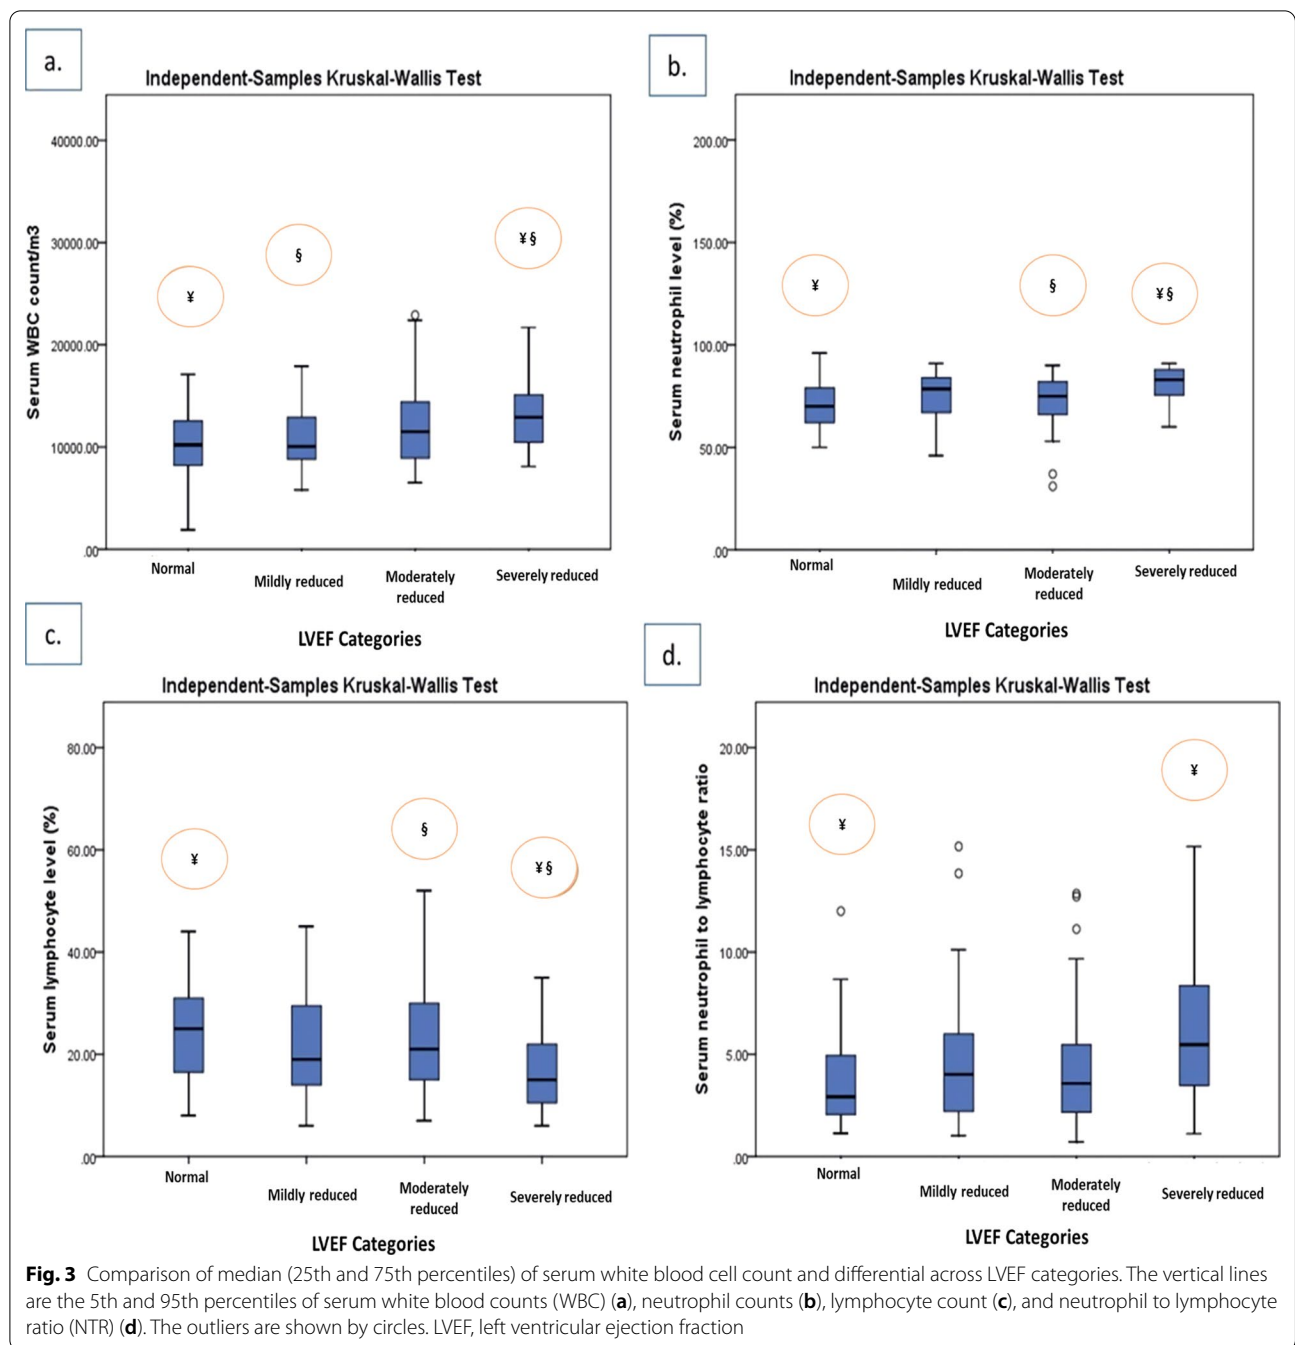 a.
Independent-Samples Kruskal-Wallis Test
40000.00
30000.00
20000.00
10000.00
.00
Serum WBC count/m3
¥
§
¥ §
Normal
Mildly reduced
Moderately
reduced
Severely reduced
LVEF Categories
b.
Independent-Samples Kruskal-Wallis Test
200.00
150.00
100.00
50.00
.00
Serum neutrophil level (%)
¥
§
¥ §
Normal
Mildly reduced
Moderately
reduced
Severely reduced
LVEF Categories
c.
Independent-Samples Kruskal-Wallis Test
80.00
60.00
40.00
20.00
.00
Serum lymphocyte level (%)
¥
§
¥ §
Normal
Mildly reduced
Moderately
reduced
Severely reduced
LVEF Categories
d.
Independent-Samples Kruskal-Wallis Test
20.00
15.00
10.00
5.00
.00
Serum neutrophil to lymphocyte ratio
¥
¥
Normal
Mildly reduced
Moderately
reduced
Severely reduced
LVEF Categories
Fig. 3 Comparison of median (25th and 75th percentiles) of serum white blood cell count and differential across LVEF categories. The vertical lines
are the 5th and 95th percentiles of serum white blood counts (WBC) (a), neutrophil counts (b), lymphocyte count (c), and neutrophil to lymphocyte
ratio (NTR) (d). The outliers are shown by circles. LVEF, left ventricular ejection fraction